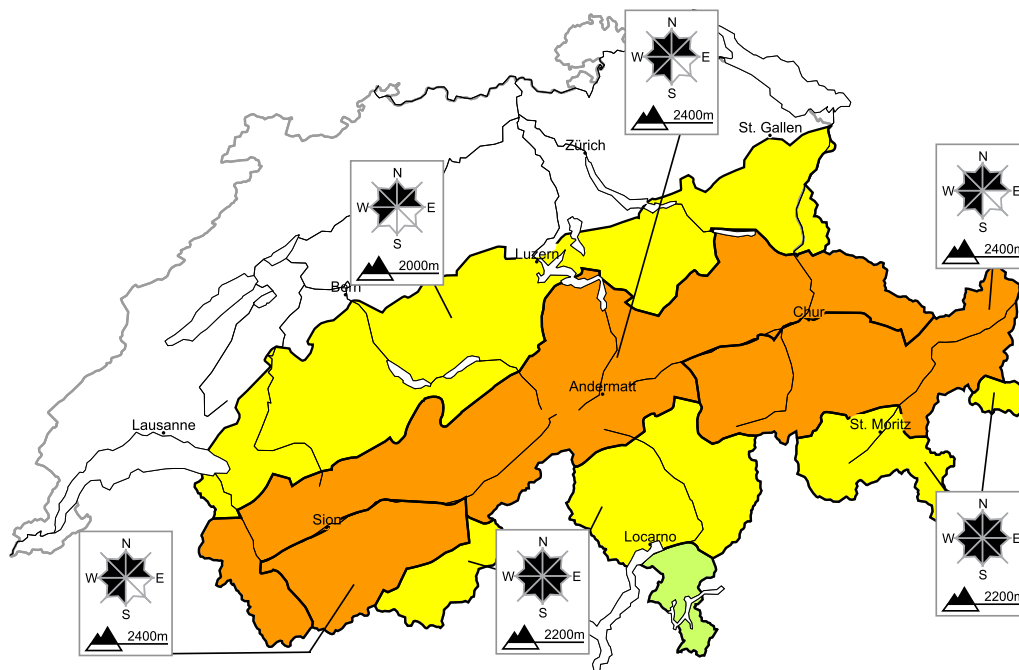 N
W E
S
2400m
St. Gallen
Zürich
N
W E
S
2400m
N
W E
S
2000m
Luzern
Bern
Chur
Andermatt
St. Moritz
Lausanne
Sion
Locarno
N
W E
S
2200m
N
W E
S
2200m
N
W E
S
2400m